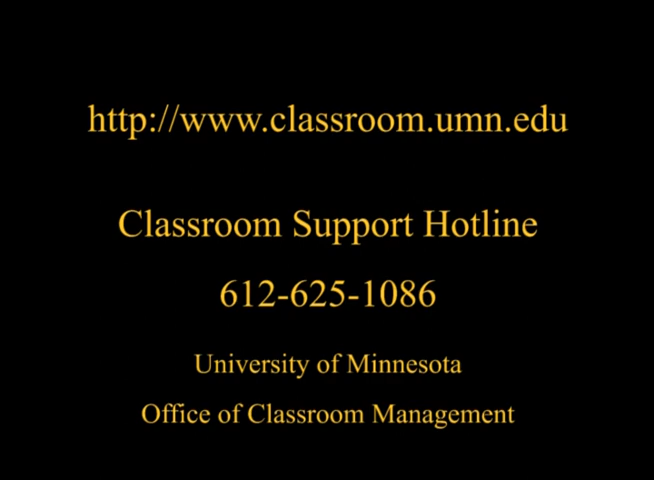 http://www.classroom.umn.edu
Classroom Support Hotline
612-625-1086
University of Minnesota
Office of Classroom Management